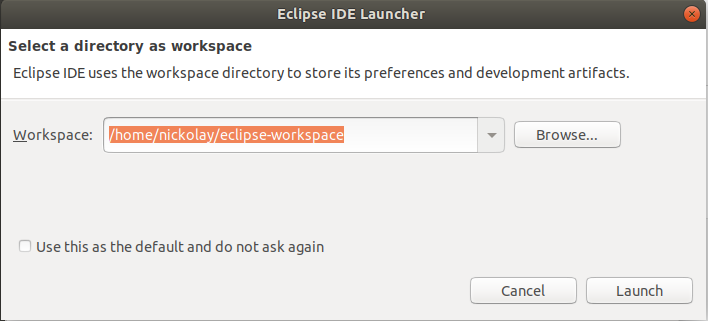 Eclipse IDE Launcher
Select a directory as workspace
Eclipse IDE uses the workspace directory to store its preferences and development artifacts.
Workspace: /home/nickolay/eclipse-workspace Browse...
Use this as the default and do not ask again
Cancel Launch